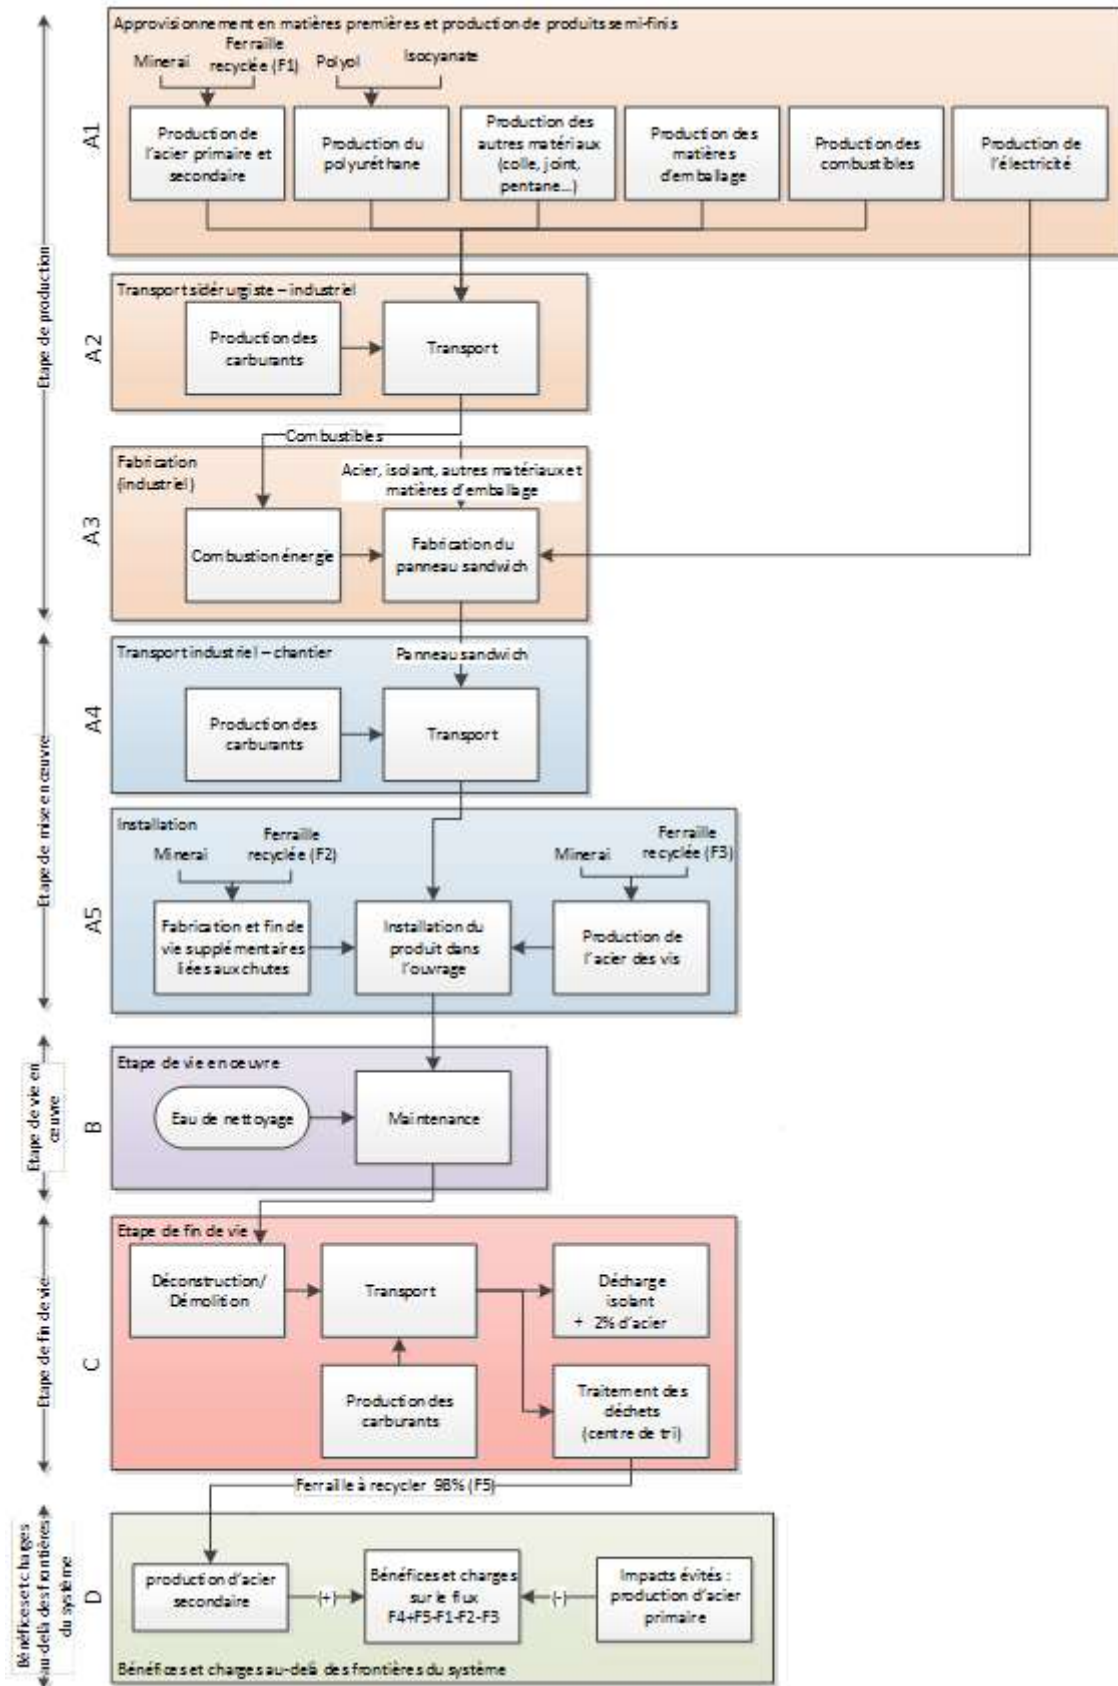 Approvisionnement en matières premières et production de produits semi-finis
Minerai
Ferraille
recyclée (F1)
Polyol
Isocyanate
Production de
l'acier primaire et
secondaire
Production du
polyuréthane
Production des
autres matériaux
(colle, joint,
pentane...)
Production des
matières
d'emballage
Production des
combustibles
Production de
l'électricité
A1
Etape de production
Transport sidérurgiste – industriel
Production des
carburants
Transport
A2
Combustibles
Fabrication
(industriel)
Acier, isolant, autres matériaux et
matières d'emballage
Combustion énergie
Fabrication du
panneau sandwich
A3
Transport industriel – chantier
Panneau sandwich
Production des
carburants
Transport
A4
Etape de mise en œuvre
Installation
Minerai
Ferraille
recyclée (F2)
Minerai
Ferraille
recyclée (F3)
Fabrication et fin de
vie supplémentaires
liées aux chutes
Installation du
produit dans
l'ouvrage
Production de
l'acier des vis
A5
Etape de vie en
œuvre
B
Etape de vie en oeuvre
Eau de nettoyage
Maintenance
Etape de fin de vie
C
Etape de fin de vie
Déconstruction/
Démolition
Transport
Décharge
isolant
+ 2% d'acier
Production des
carburants
Traitement des
déchets
(centre de tri)
Ferraille à recycler 98% (F5)
Bénéfices et charges
au-delà des frontières
du système
D
production d'acier
secondaire
(+)
Bénéfices et charges
sur le flux
F4+F5-F1-F2-F3
(-)
Impacts évités :
production d'acier
primaire
Bénéfices et charges au-delà des frontières du système